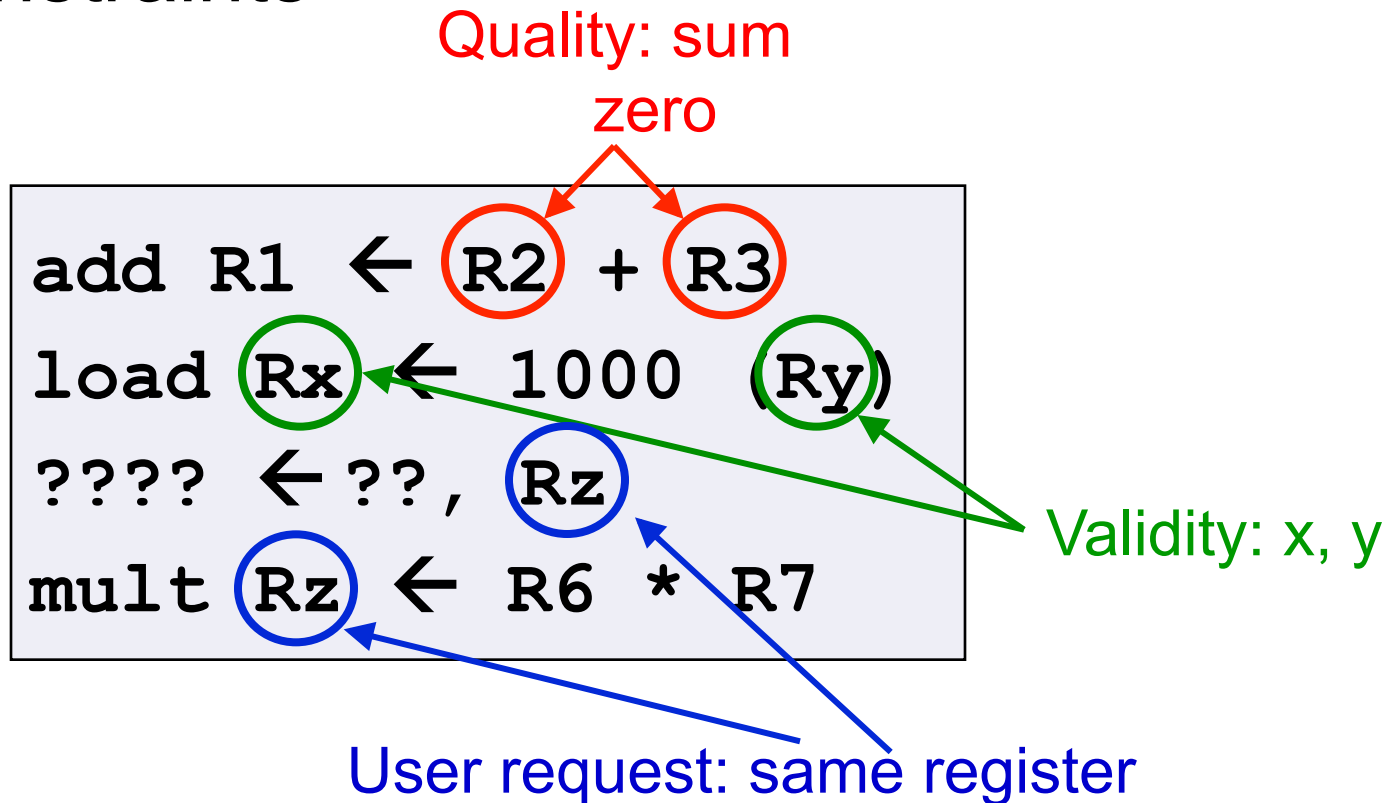 Quality: sum
zero
add R1 ← R2 + R3
load Rx ← 1000 (Ry)
???? ← ??, Rz
mult Rz ← R6 * R7
Validity: x, y
User request: same register